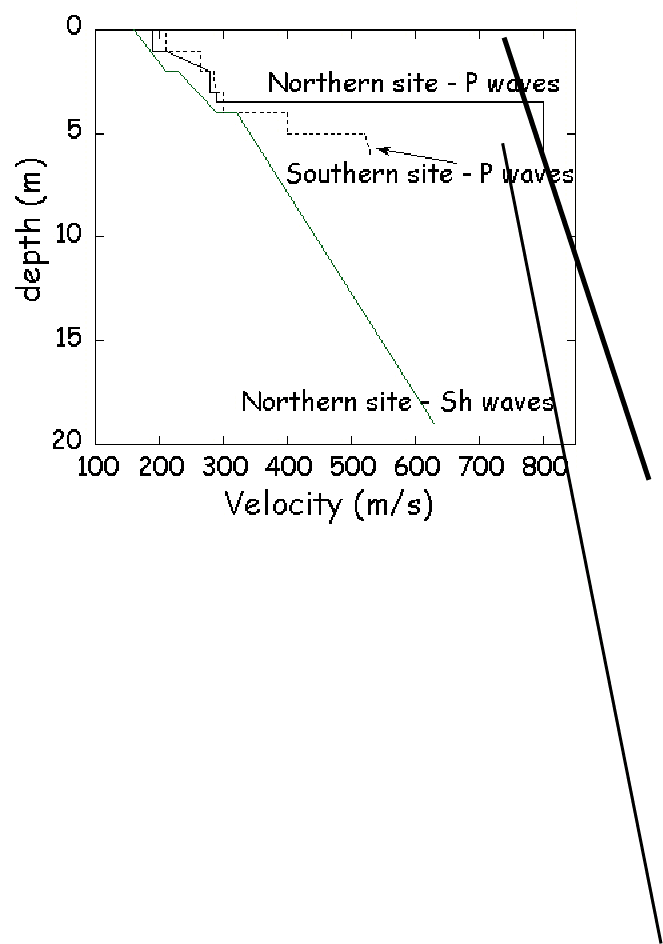 0
Northern site - P waves
5
Southern site - P waves
10
depth (m)
15
Northern site - Sh waves
20
100 200 300 400 500 600 700 800
Velocity (m/s)